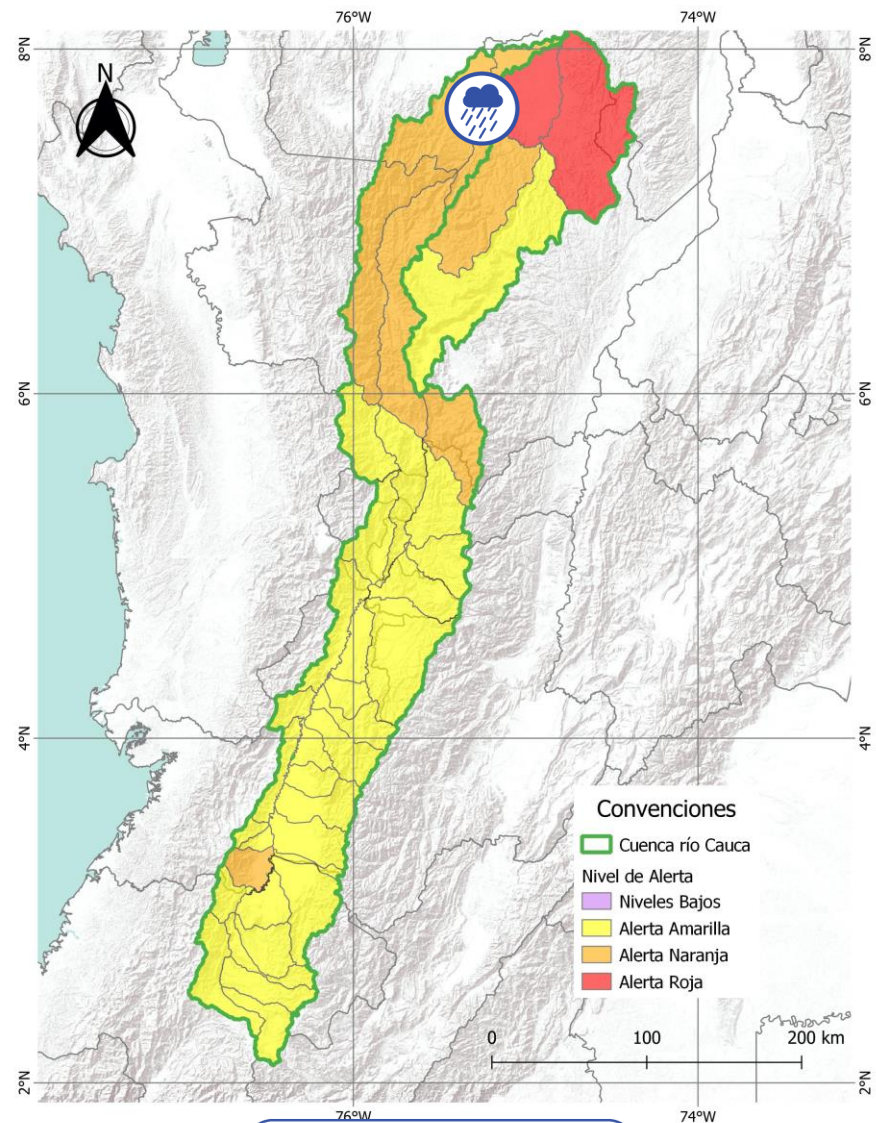 76°W 74°W
8°N 8°N
N
6°N 6°N
4°N 4°N
Convenciones
Cuenca río Cauca
Nivel de Alerta
Niveles Bajos
Alerta Amarilla
Alerta Naranja
Alerta Roja
0 100 200 km
2°N 2°N
76°W 74°W